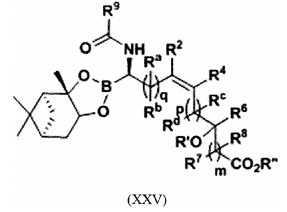 R⁹
O
NH
Rᵃ
R²
R⁴
B
O
O
Rᵇ
q
p
Rᶜ
Rᵈ
R⁶
R'O
R⁸
R⁷
m
CO₂R"
(XXV)